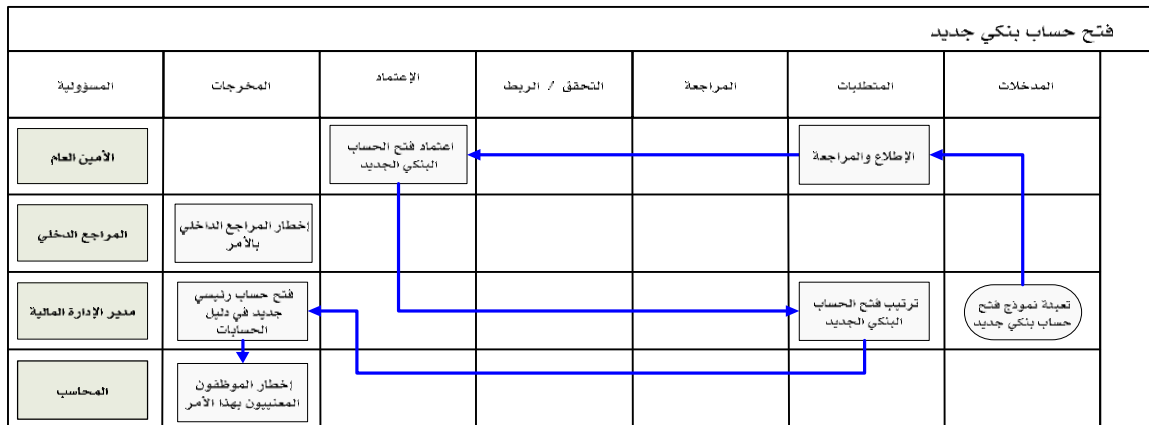 فتح حساب بنكي جديد
المدخلات
المتطلبات
المراجعة
التحقق / الربط
الإعتماد
المخرجات
المسؤولية
الإطلاع والمراجعة
اعتماد فتح الحساب
البنكي الجديد
الأمين العام
إخطار المراجع الداخلي
بالأمر
المراجع الدخلي
تعبئة نموذج فتح
حساب بنكي جديد
ترتيب فتح الحساب
البنكي الجديد
فتح حساب رئيسي
جديد في دليل
الحسابات
مدير الإدارة المالية
إخطار الموظفون
المعنييون بهذا الأمر
المحاسب